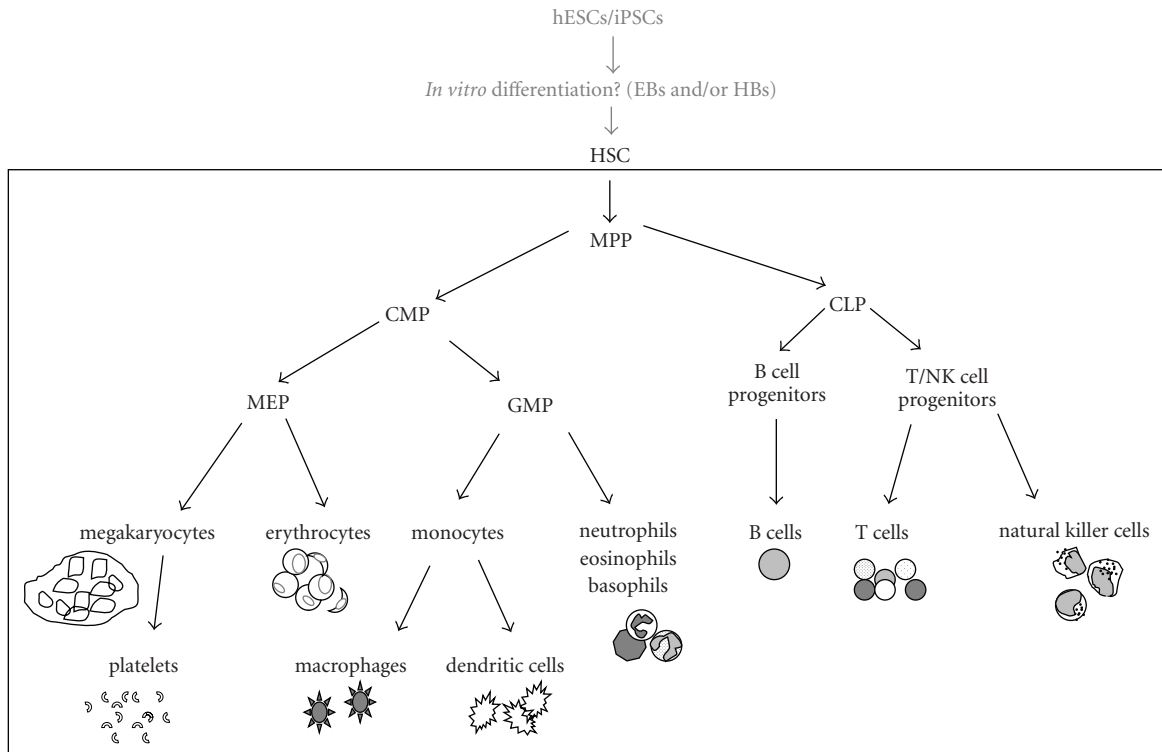 hESCs/iPSCs
In vitro differentiation? (EBs and/or HBs)
HSC
MPP
CMP
CLP
MEP
GMP
B cell
progenitors
T/NK cell
progenitors
megakaryocytes
erythrocytes
monocytes
neutrophils
eosinophils
basophils
B cells
T cells
natural killer cells
platelets
macrophages
dendritic cells